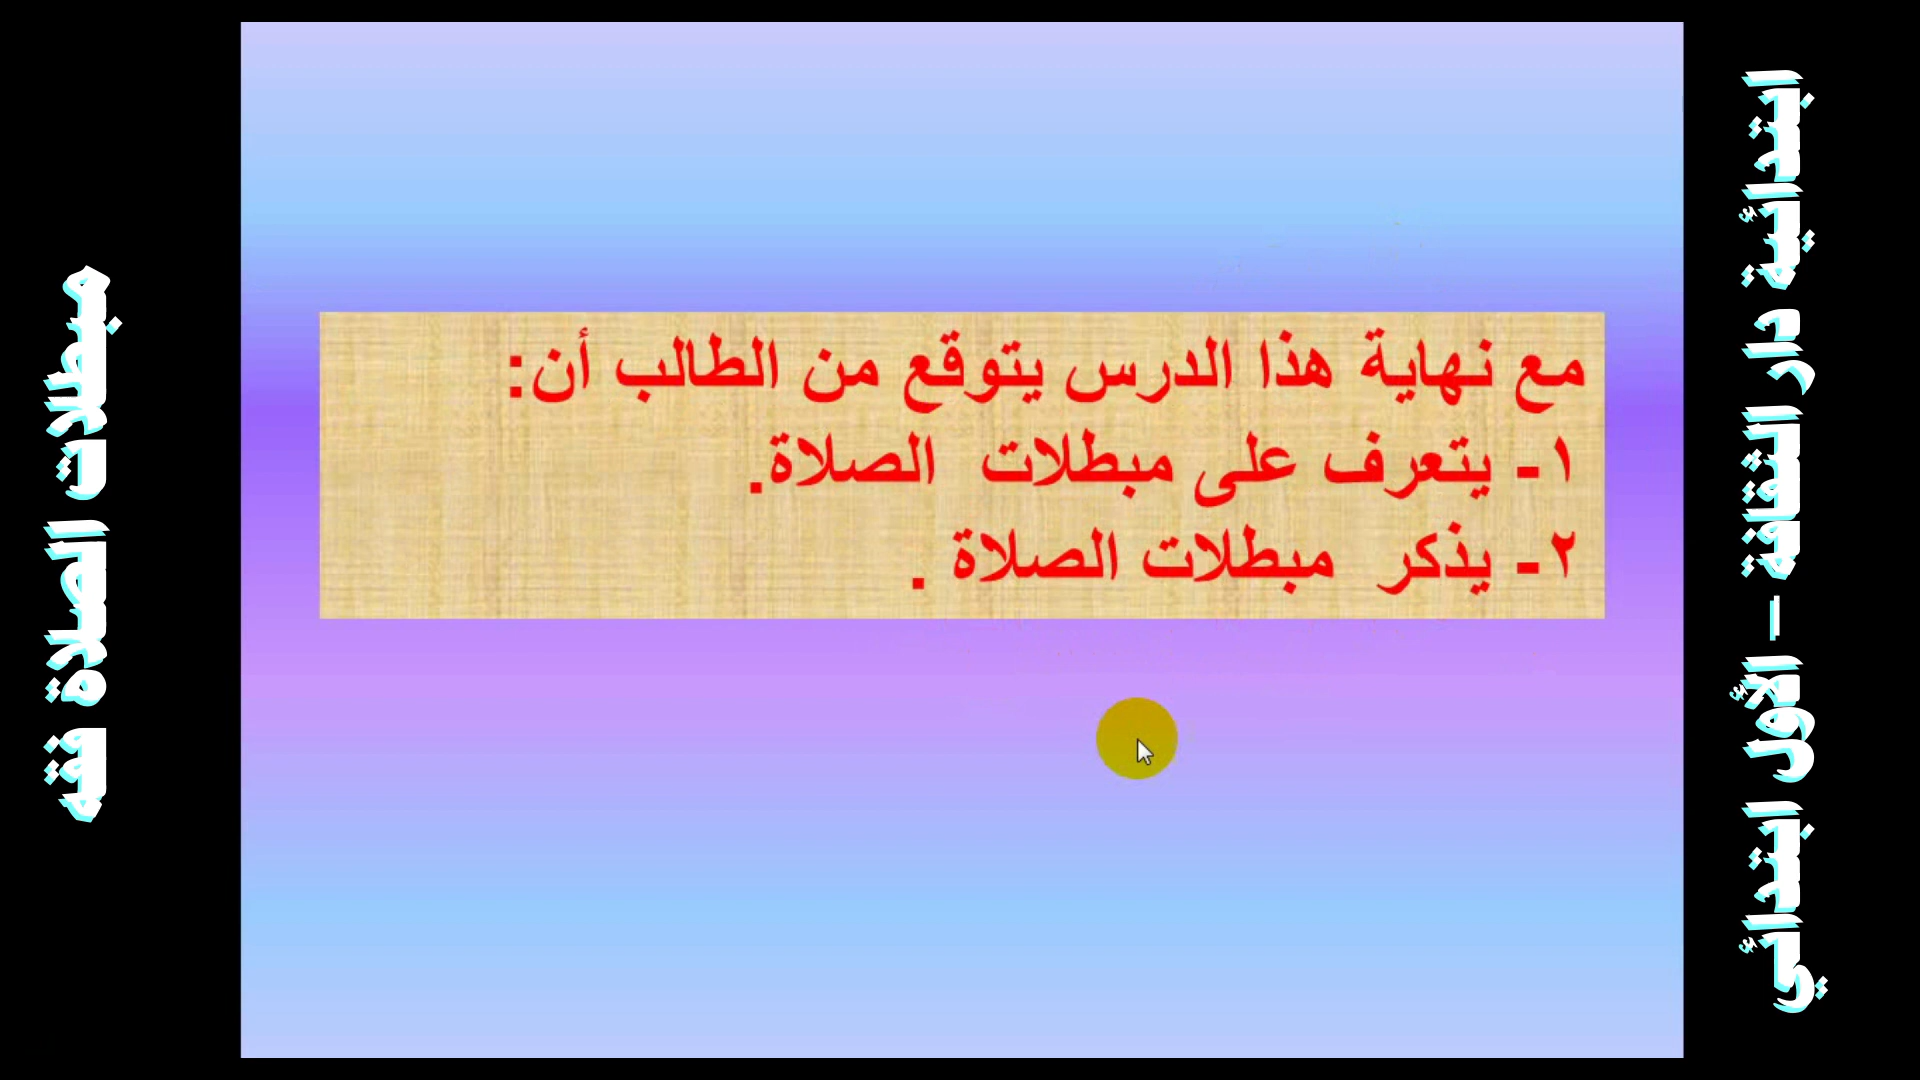 مع نهاية هذا الدرس يتوقع من الطالب أن:
١- يتعرف على مبطلات الصلاة.
٢- يذكر مبطلات الصلاة .
ابتدائية دار الثقافة – الأول ابتدائي
مبطلات الصلاة فقه